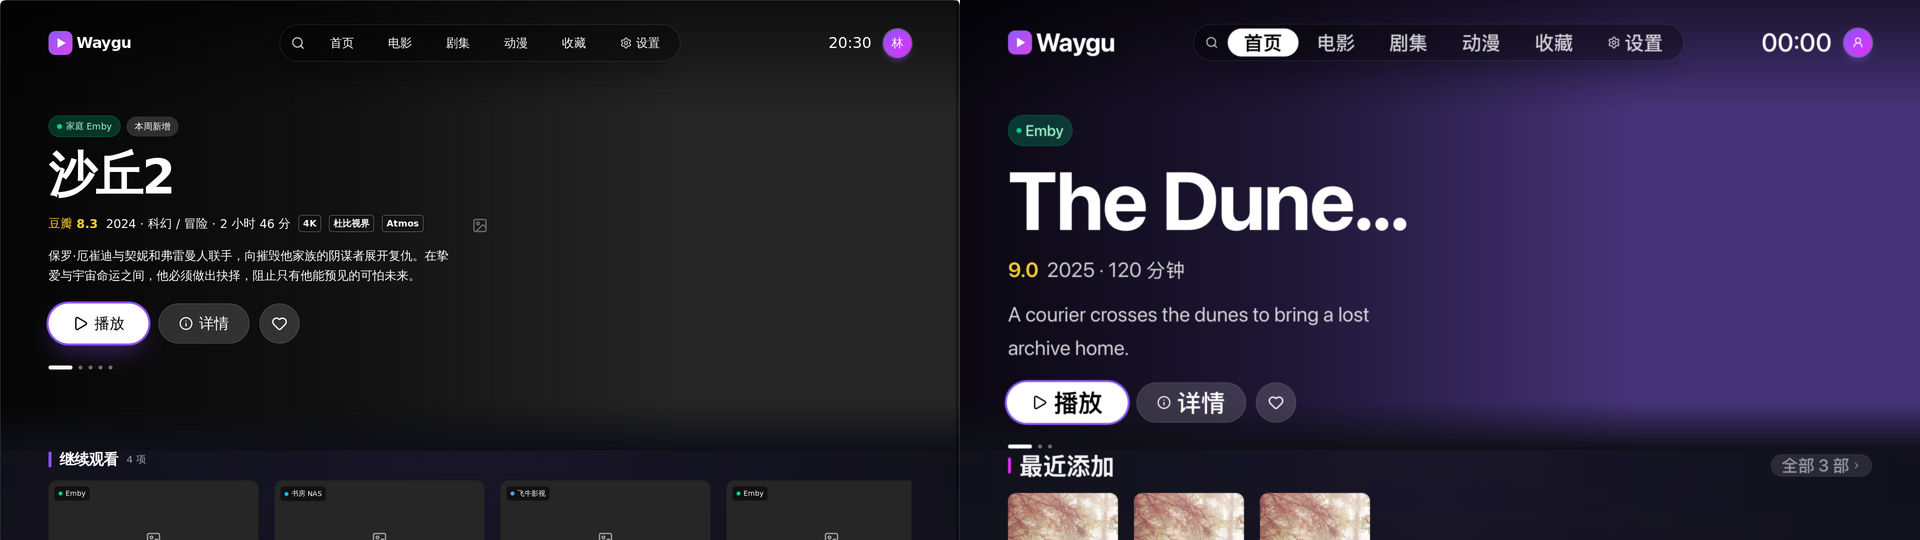 Waygu
首页 电影 剧集 动漫 收藏 设置
20:30 林
家庭 Emby 本周新增
沙丘2
豆瓣 8.3 2024 · 科幻 / 冒险 · 2 小时 46 分 4K 杜比视界 Atmos
保罗·厄崔迪与契妮和弗雷曼人联手，向摧毁他家族的阴谋者展开复仇。在挚
爱与宇宙命运之间，他必须做出抉择，阻止只有他能预见的可怕未来。
播放 详情
继续观看 4 项
Emby 书房 NAS 飞牛影视 Emby
Waygu
首页 电影 剧集 动漫 收藏 设置
00:00
Emby
The Dune...
9.0 2025 · 120 分钟
A courier crosses the dunes to bring a lost
archive home.
播放 详情
最近添加 全部 3 部 ›